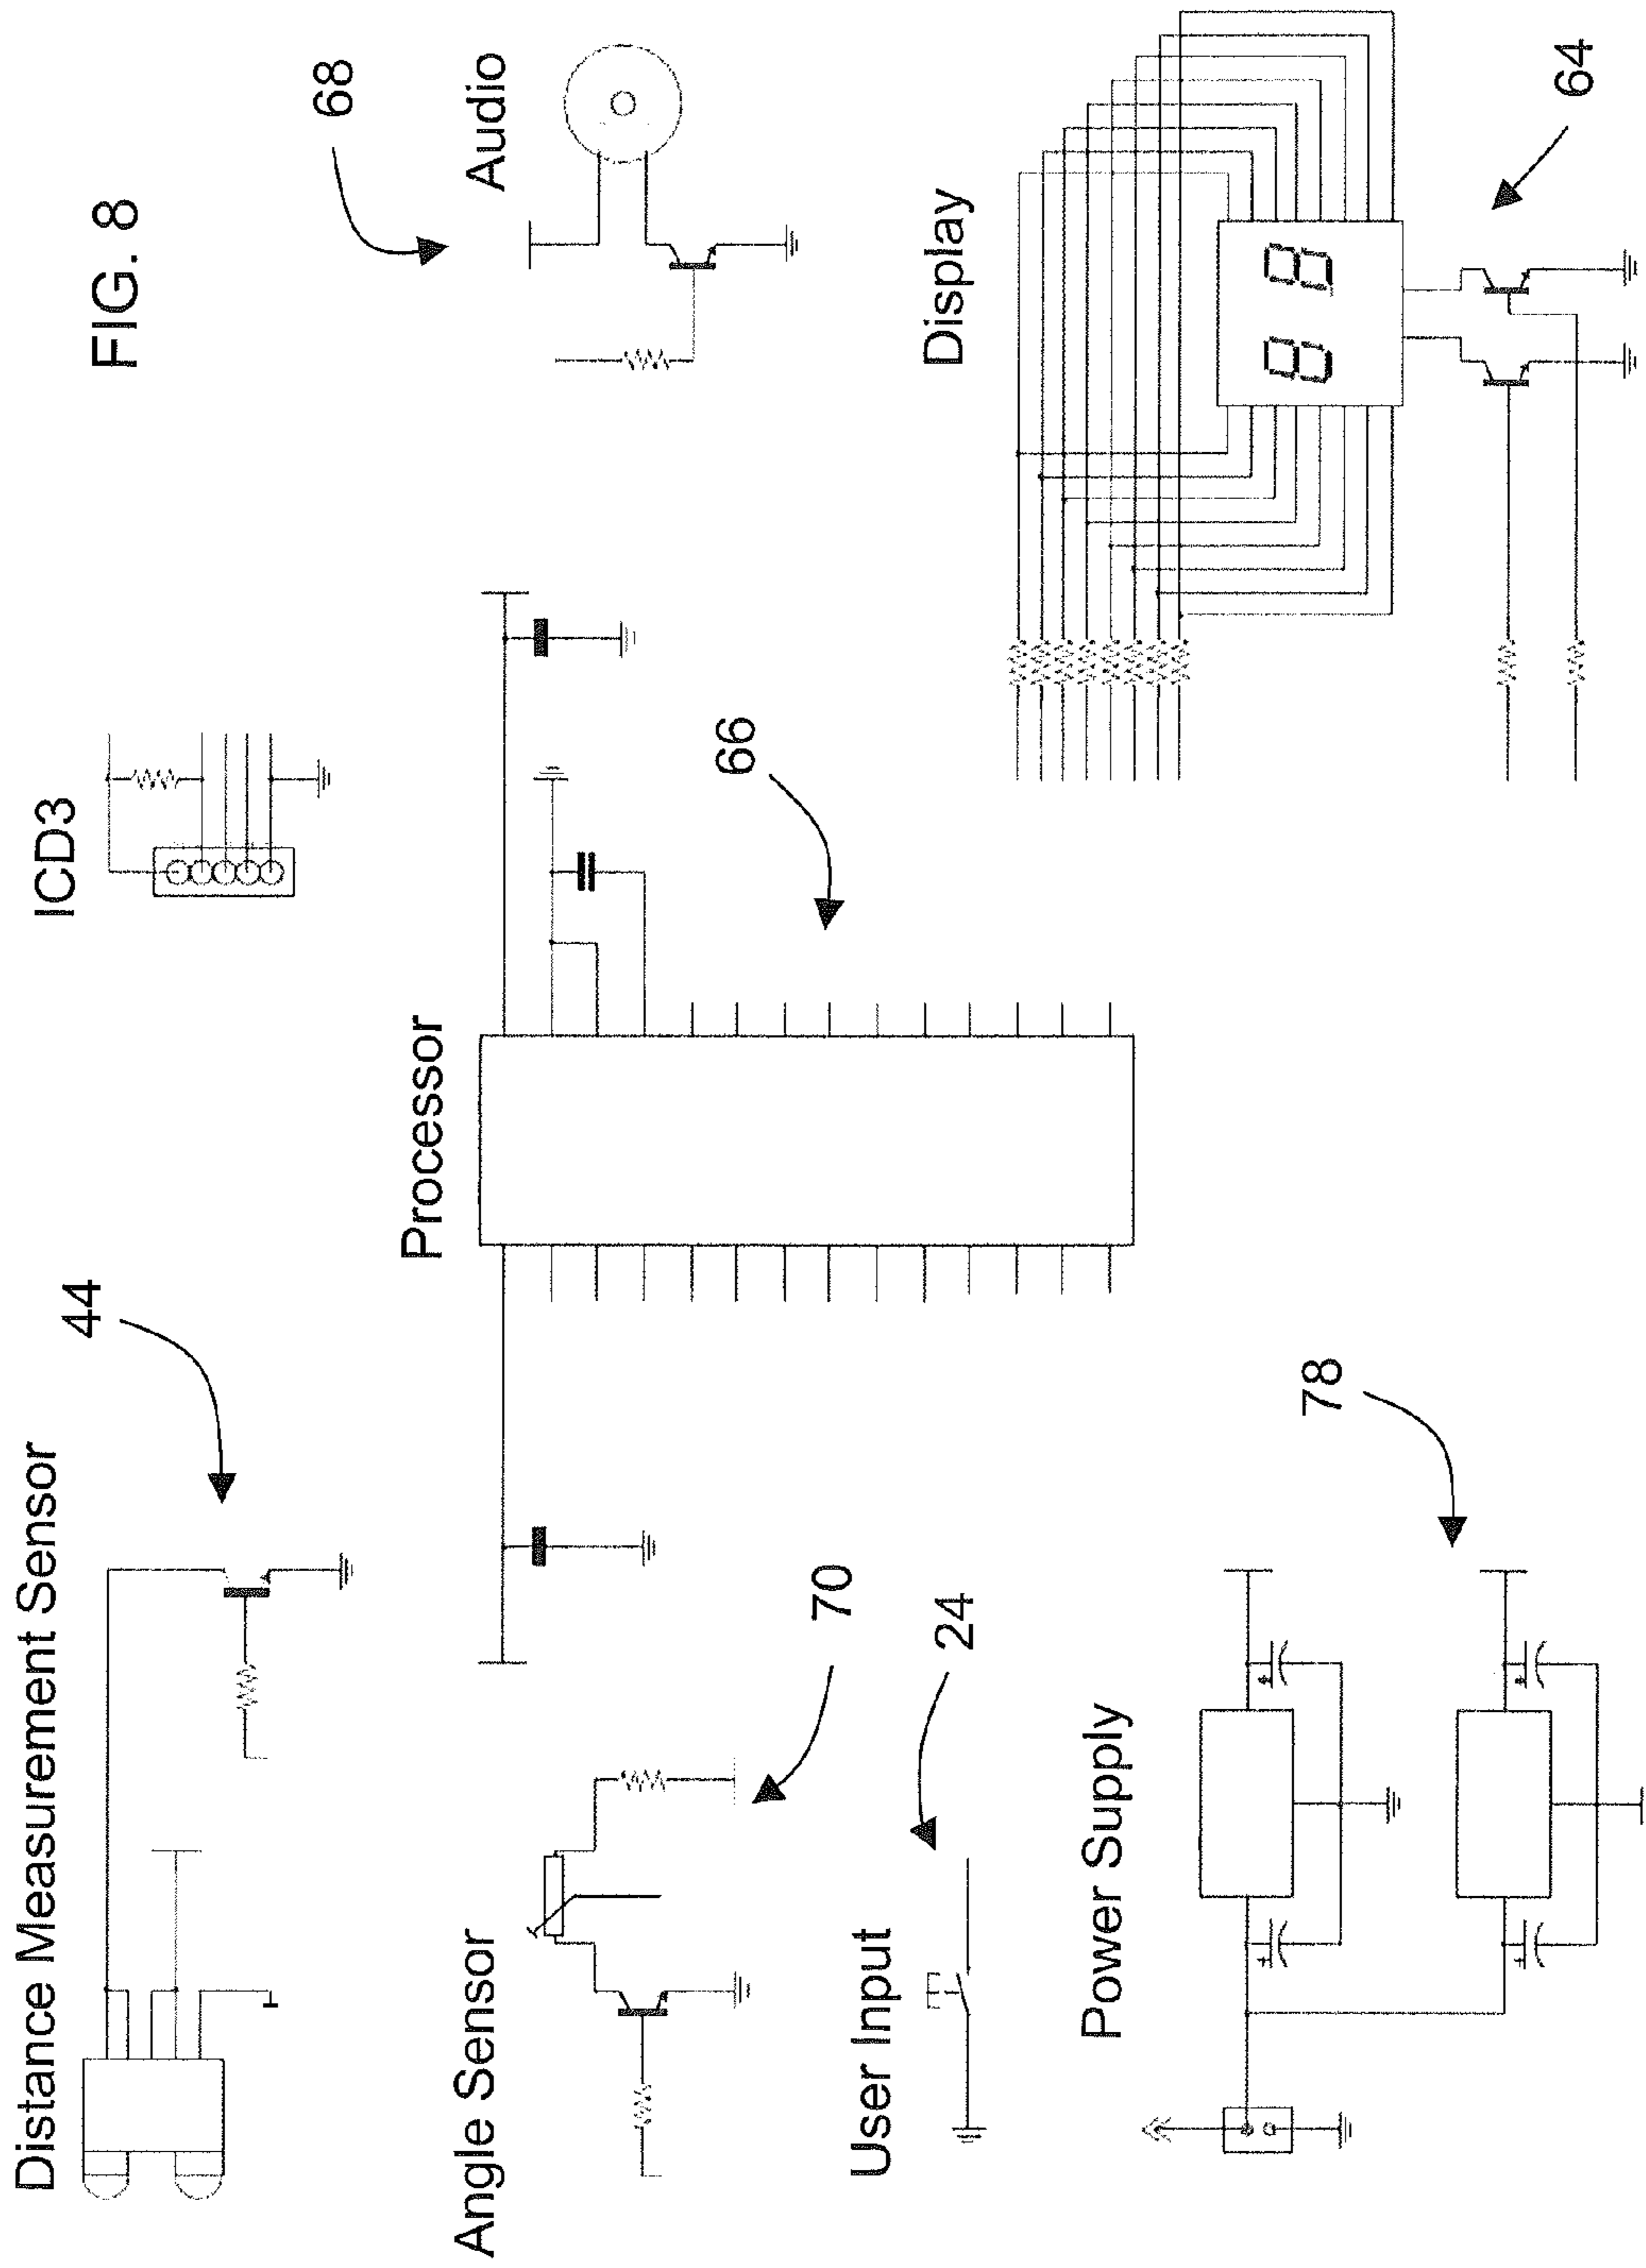 FIG. 8
Distance Measurement Sensor
44
ICD3
68
Audio
Angle Sensor
70
Processor
66
User Input
24
Display
64
Power Supply
78